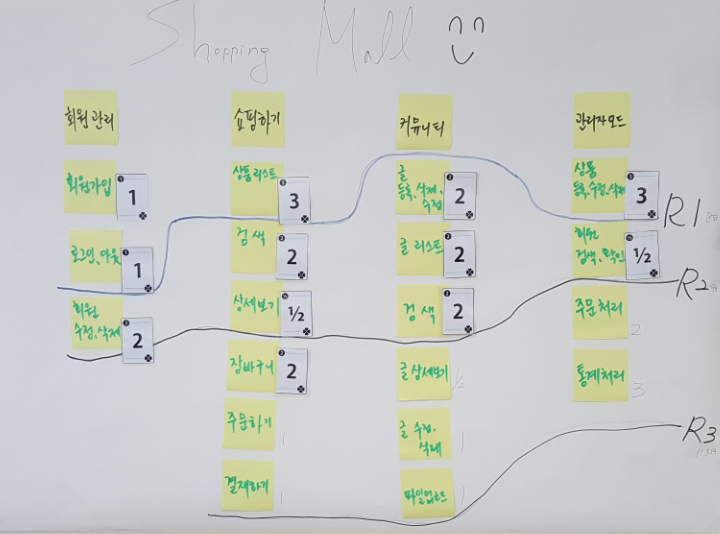 Shopping Mall
회원관리
쇼핑하기
커뮤니티
관리자모드
회원가입
1
상품리스트
3
글
등록, 삭제,
수정
2
상품
등록, 수정, 삭제
3
R1
로그인, 아웃
1
검색
2
글 리스트
2
회원
검색, 확인
1/2
R2
회원
수정, 삭제
2
상세보기
1/2
검색
2
주문처리
2
장바구니
2
글 상세보기
1/2
통계처리
3
주문하기
1
글 수정,
삭제
1
R3
결재하기
1
파일업로드
1